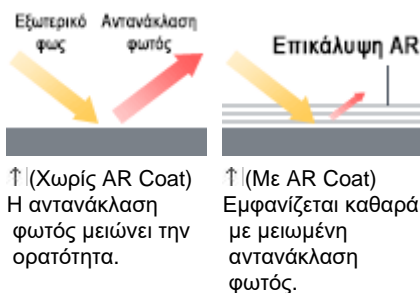 Εξωτερικό φως
Αντανάκλαση φωτός
Επικάλυψη AR
↑ (Χωρίς AR Coat)
Η αντανάκλαση
φωτός μειώνει την
ορατότητα.
↑ (Με AR Coat)
Εμφανίζεται καθαρά
με μειωμένη
αντανάκλαση
φωτός.